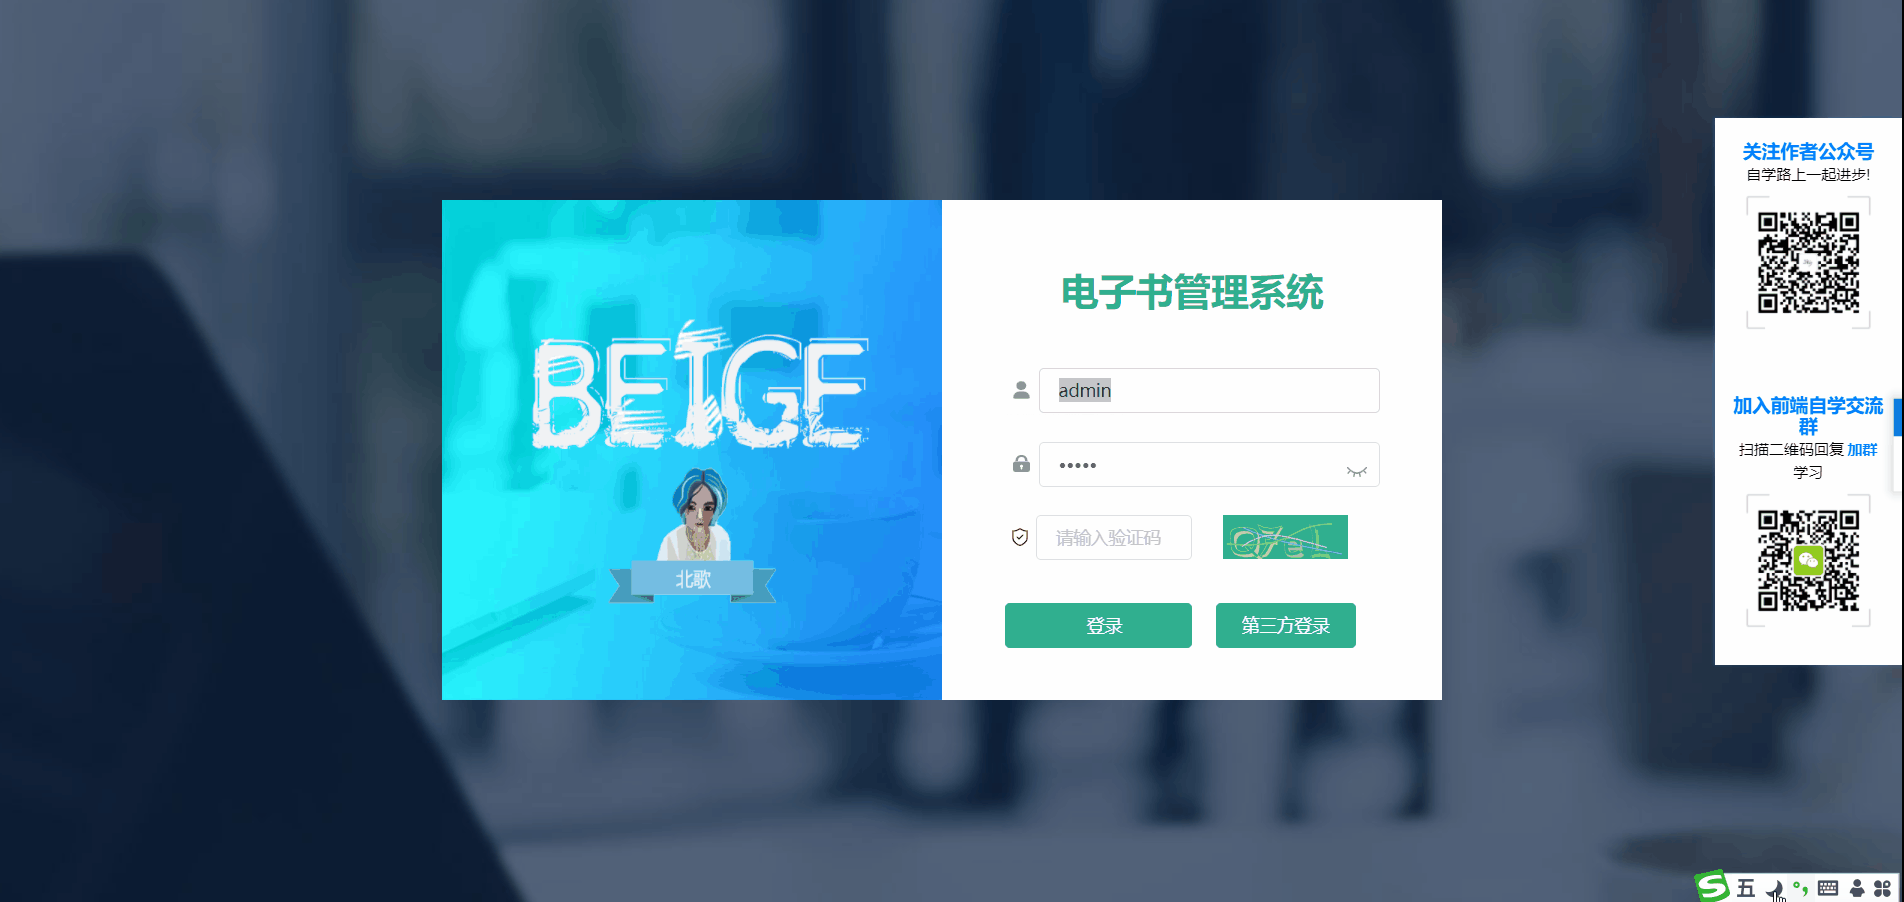 BEIGE
北歌
电子书管理系统
admin
•••••
请输入验证码
登录
第三方登录
关注作者公众号
自学路上一起进步!
加入前端自学交流
群
扫描二维码回复 加群
学习
五